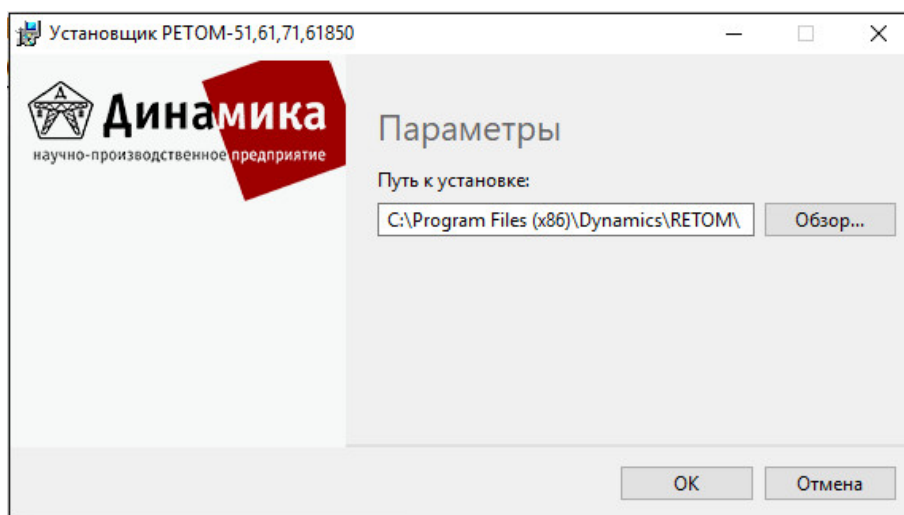 Установщик РЕТОМ-51,61,71,61850
Динамика
научно-производственное предприятие
Параметры
Путь к установке:
C:\Program Files (x86)\Dynamics\RETOM\
Обзор...
OK
Отмена